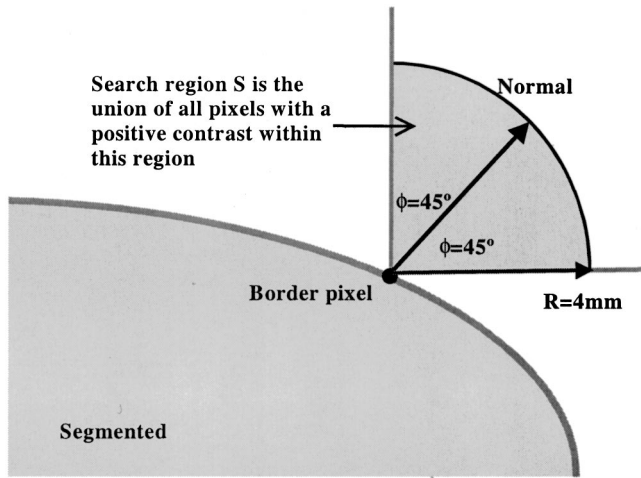 Search region S is the
union of all pixels with a
positive contrast within
this region
Normal
ϕ=45º
ϕ=45º
Border pixel
R=4mm
Segmented